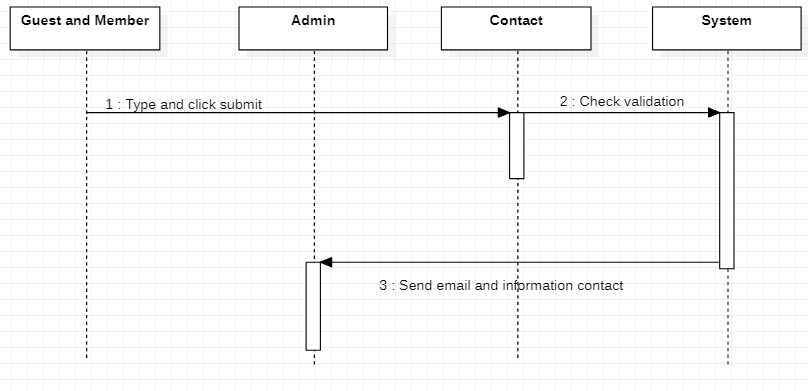 Guest and Member
Admin
Contact
System
1 : Type and click submit
2 : Check validation
3 : Send email and information contact